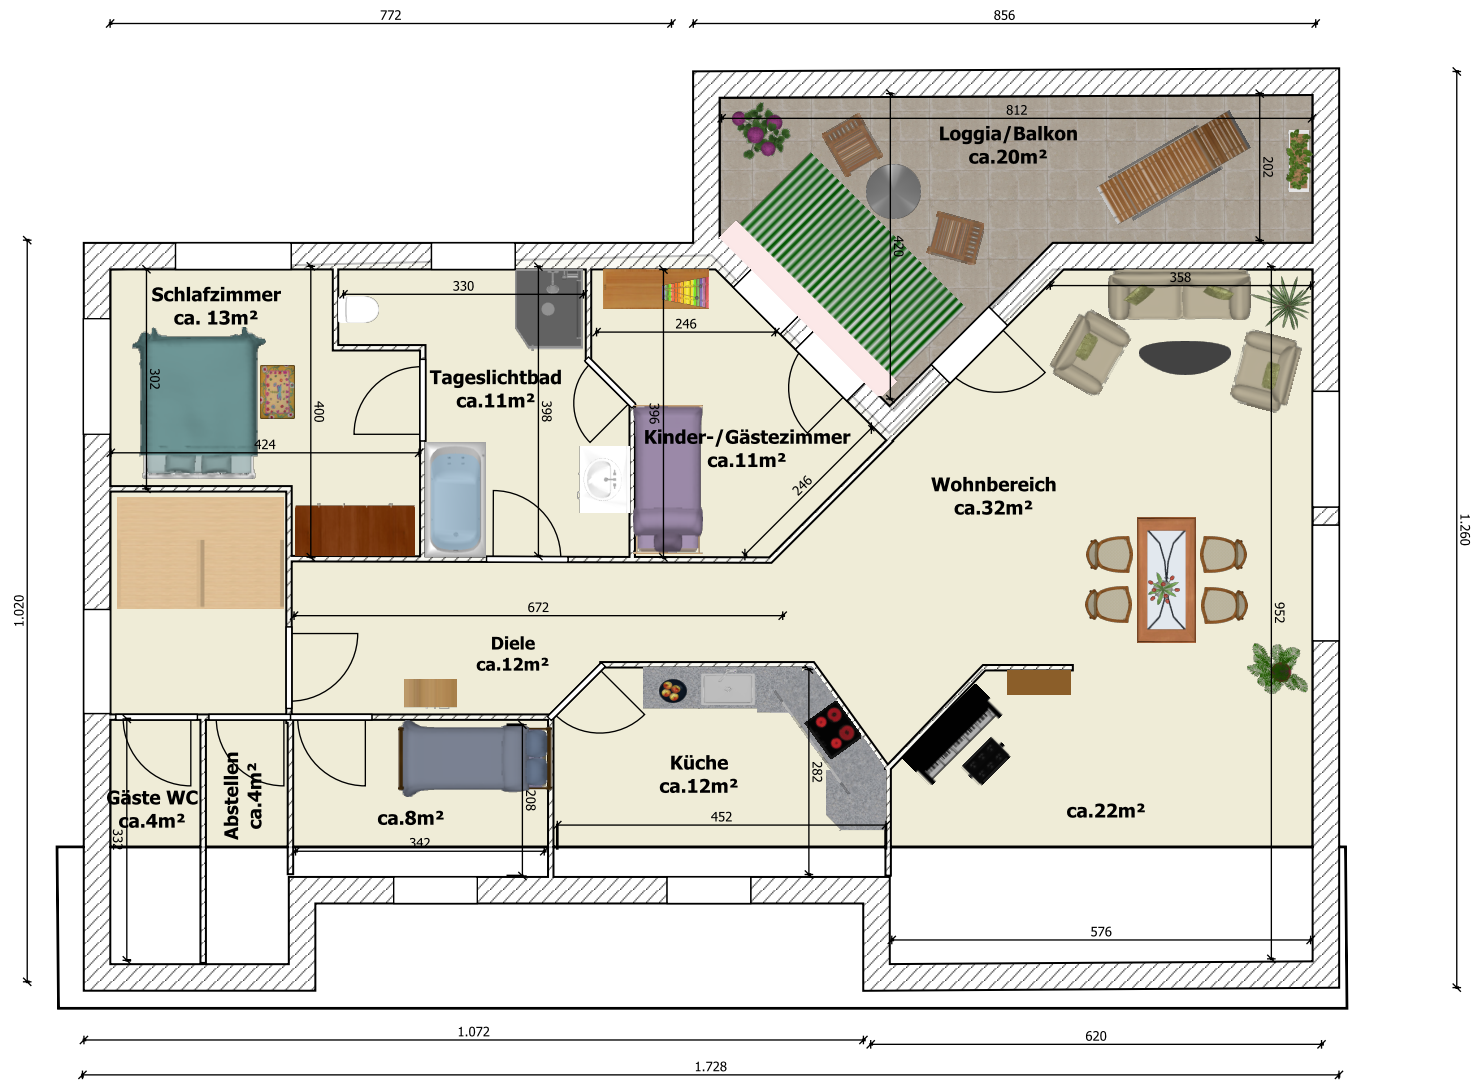 772
856
812
Loggia/Balkon
ca.20m²
202
420
358
Schlafzimmer
ca. 13m²
330
246
302
400
Tageslichtbad
ca.11m²
398
396
424
Kinder-/Gästezimmer
ca.11m²
246
Wohnbereich
ca.32m²
1.260
1.020
672
952
Diele
ca.12m²
Küche
ca.12m²
282
Abstellen
ca.4m²
Gäste WC
ca.4m²
332
ca.8m²
208
452
342
ca.22m²
576
1.072
620
1.728